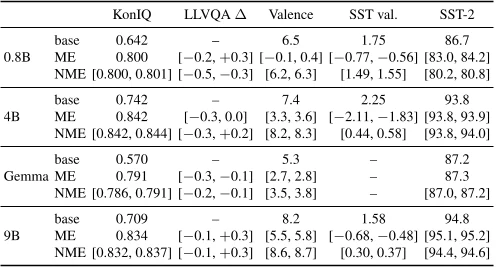 KonIQ LLVQA Δ Valence SST val. SST-2
base 0.642 – 6.5 1.75 86.7
0.8B ME 0.800 [−0.2, +0.3] [−0.1, 0.4] [−0.77, −0.56] [83.0, 84.2]
NME [0.800, 0.801] [−0.5, −0.3] [6.2, 6.3] [1.49, 1.55] [80.2, 80.8]
base 0.742 – 7.4 2.25 93.8
4B ME 0.842 [−0.3, 0.0] [3.3, 3.6] [−2.11, −1.83] [93.8, 93.9]
NME [0.842, 0.844] [−0.3, +0.2] [8.2, 8.3] [0.44, 0.58] [93.8, 94.0]
base 0.570 – 5.3 – 87.2
Gemma ME 0.791 [−0.3, −0.1] [2.7, 2.8] – 87.3
NME [0.786, 0.791] [−0.2, −0.1] [3.5, 3.8] – [87.0, 87.2]
base 0.709 – 8.2 1.58 94.8
9B ME 0.834 [−0.1, +0.3] [5.5, 5.8] [−0.68, −0.48] [95.1, 95.2]
NME [0.832, 0.837] [−0.1, +0.3] [8.6, 8.7] [0.30, 0.37] [94.4, 94.6]